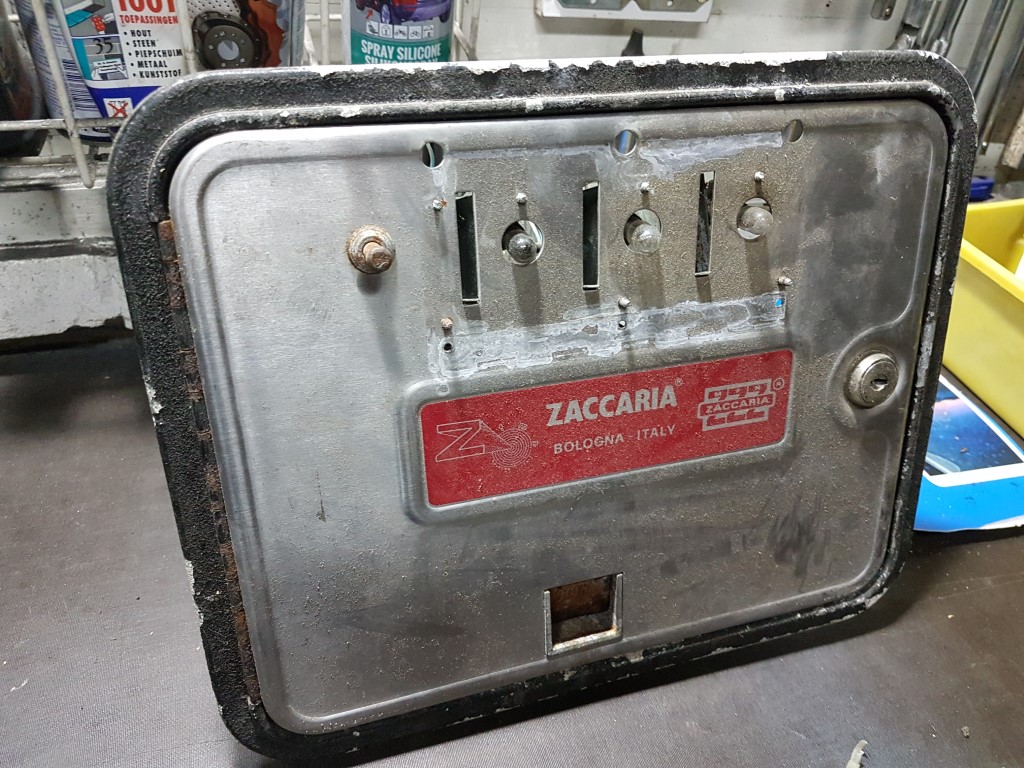 1001
TOEPASSINGEN
• HOUT
• STEEN
• PIEPSCHUIM
• METAAL
• KUNSTSTOF
SPRAY SILICONE
ZACCARIA®
BOLOGNA - ITALY
ZACCARIA
®